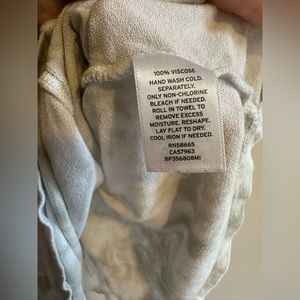 100% VISCOSE
HAND WASH COLD.
SEPARATELY.
ONLY NON-CHLORINE
BLEACH IF NEEDED.
ROLL IN TOWEL TO
REMOVE EXCESS
MOISTURE. RESHAPE.
LAY FLAT TO DRY.
COOL IRON IF NEEDED.
RN58665
CA57963
BP35680BMI